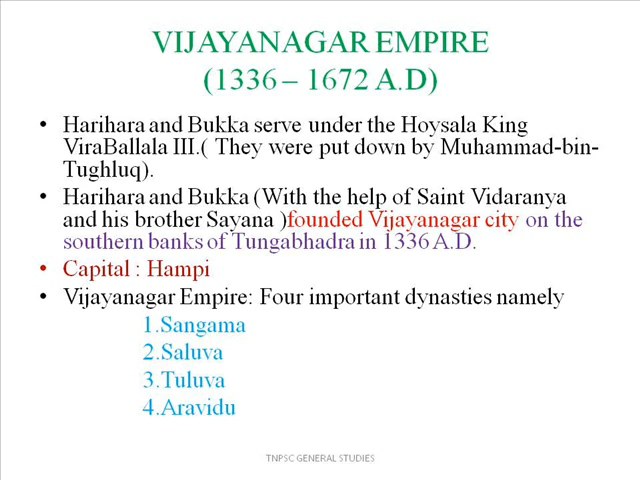 VIJAYANAGAR EMPIRE
(1336 – 1672 A.D)
• Harihara and Bukka serve under the Hoysala King
ViraBallala III.( They were put down by Muhammad-bin-
Tughluq).
• Harihara and Bukka (With the help of Saint Vidaranya
and his brother Sayana )founded Vijayanagar city on the
southern banks of Tungabhadra in 1336 A.D.
• Capital : Hampi
• Vijayanagar Empire: Four important dynasties namely
1.Sangama
2.Saluva
3.Tuluva
4.Aravidu
TNPSC GENERAL STUDIES